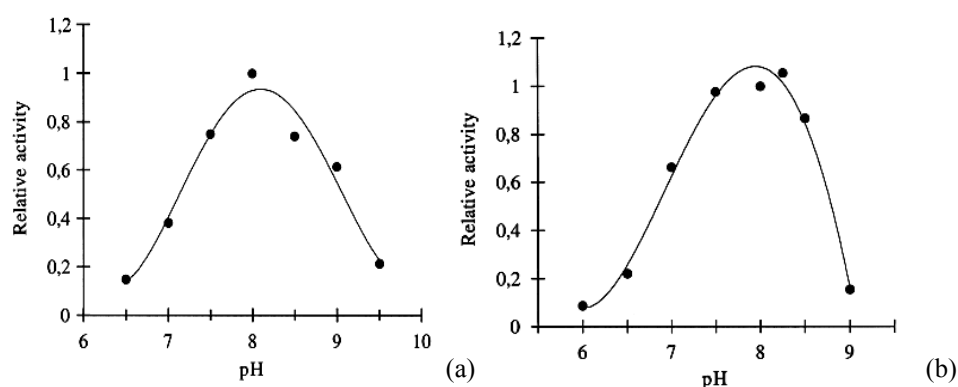 1,2
1
0,8
0,6
0,4
0,2
0
Relative activity
6 7 8 9 10
pH
(a)
1,2
1
0,8
0,6
0,4
0,2
0
Relative activity
6 7 8 9
pH
(b)